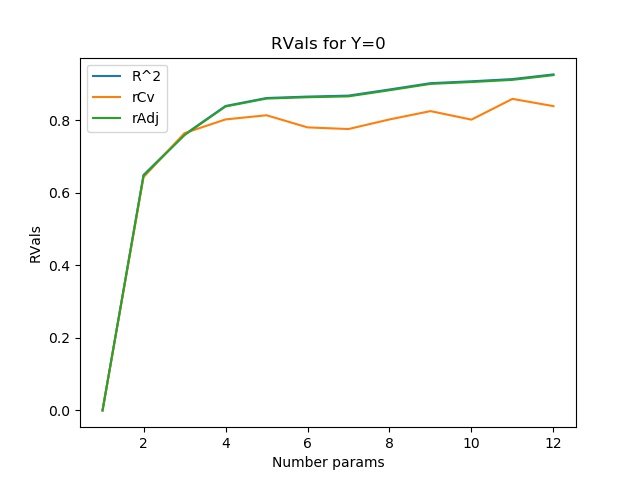 RVals for Y=0
R^2
rCv
rAdj
RVals
0.8
0.6
0.4
0.2
0.0
2 4 6 8 10 12
Number params